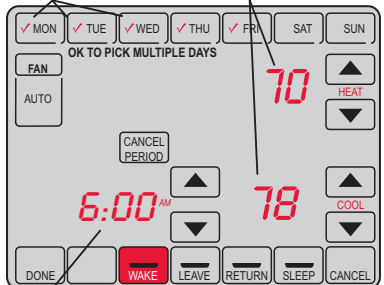 MON TUE WED THU FRI SAT SUN
OK TO PICK MULTIPLE DAYS
FAN
AUTO
70
HEAT
CANCEL
PERIOD
6:00 AM
78
COOL
DONE WAKE LEAVE RETURN SLEEP CANCEL